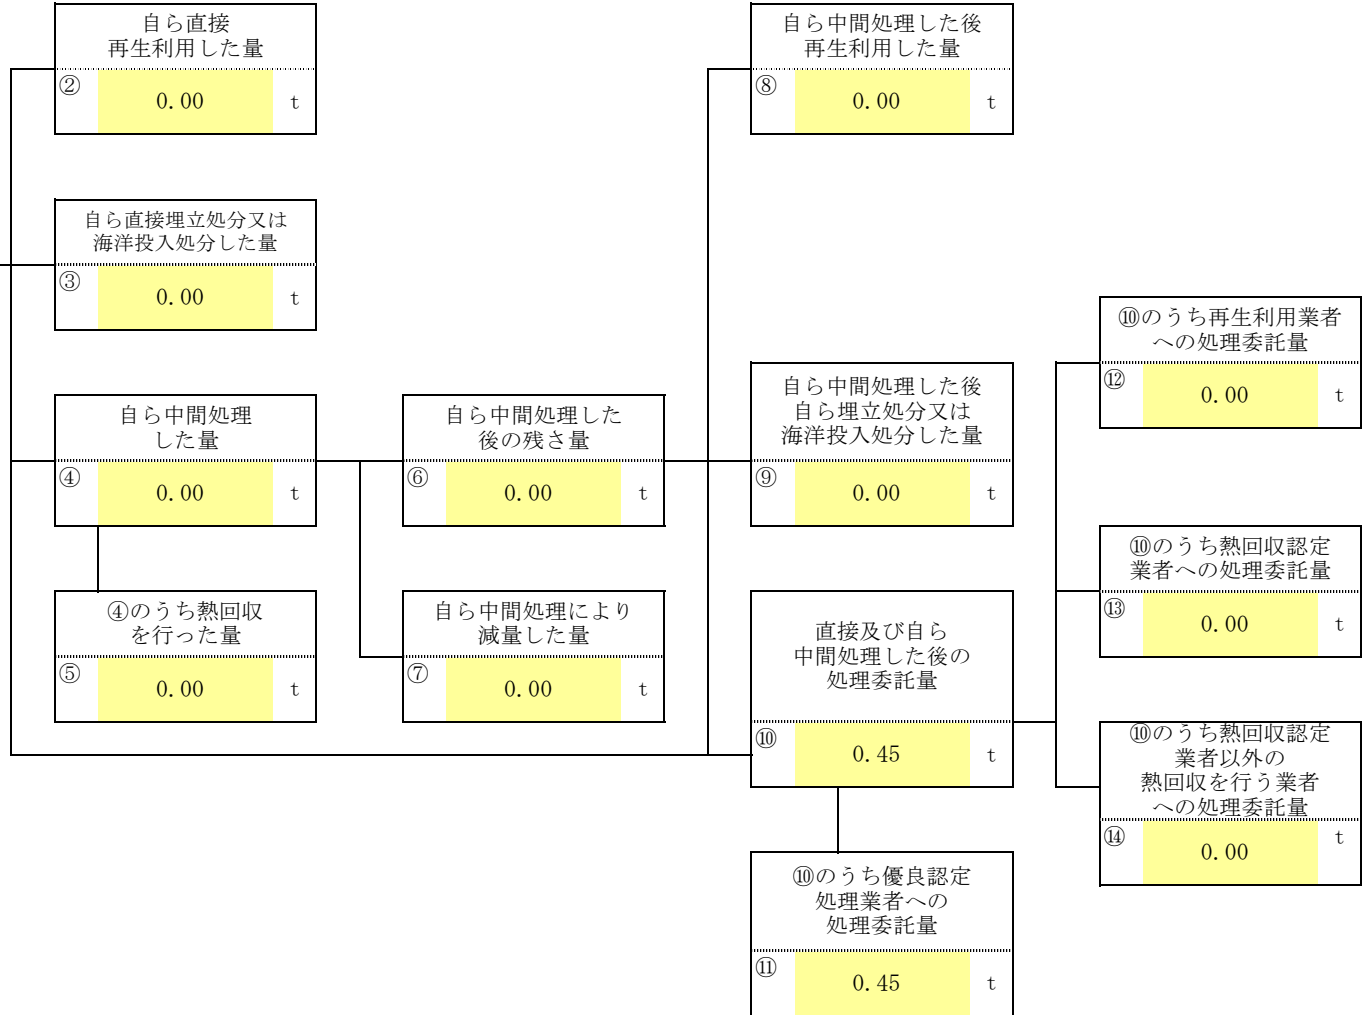 自ら直接
再生利用した量
② 0.00 t
自ら中間処理した後
再生利用した量
⑧ 0.00 t
自ら直接埋立処分又は
海洋投入処分した量
③ 0.00 t
⑩のうち再生利用業者
への処理委託量
⑫ 0.00 t
自ら中間処理
した量
④ 0.00 t
自ら中間処理した
後の残さ量
⑥ 0.00 t
自ら中間処理した後
自ら埋立処分又は
海洋投入処分した量
⑨ 0.00 t
⑩のうち熱回収認定
業者への処理委託量
⑬ 0.00 t
④のうち熱回収
を行った量
⑤ 0.00 t
自ら中間処理により
減量した量
⑦ 0.00 t
直接及び自ら
中間処理した後の
処理委託量
⑩ 0.45 t
⑩のうち熱回収認定
業者以外の
熱回収を行う業者
への処理委託量
⑭ 0.00 t
⑩のうち優良認定
処理業者への
処理委託量
⑪ 0.45 t